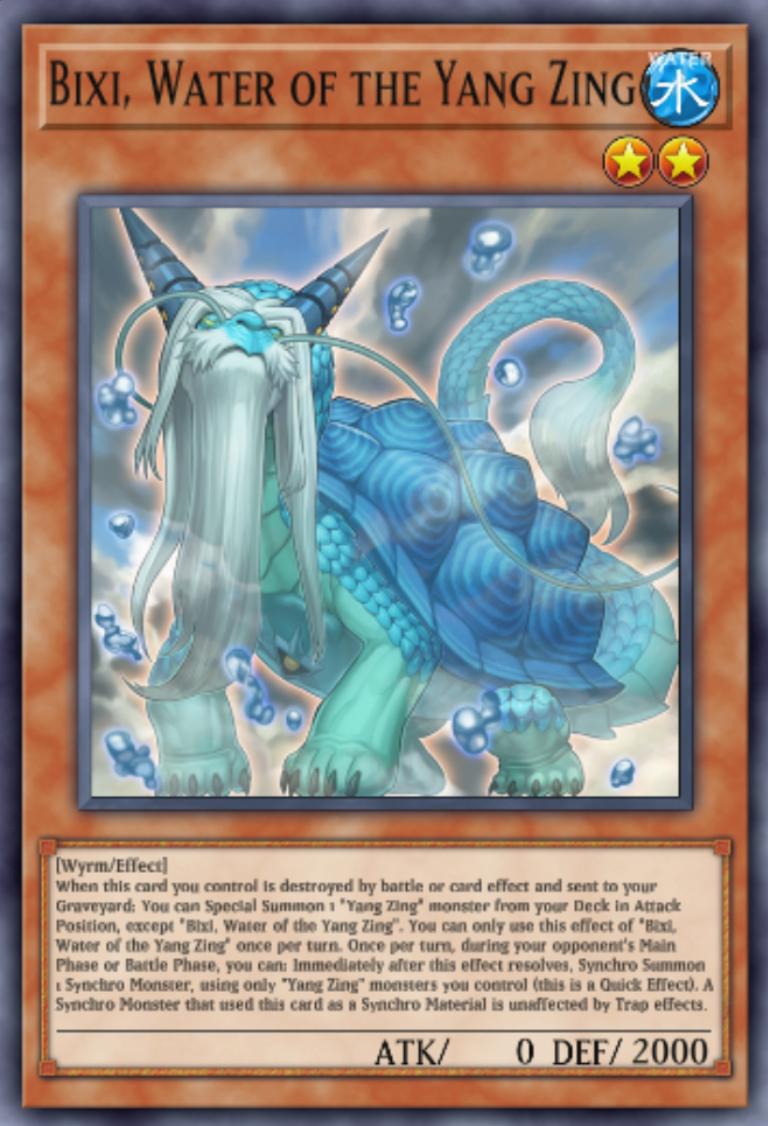 BIXI, WATER OF THE YANG ZING
WATER
水
[Wyrm/Effect]
When this card you control is destroyed by battle or card effect and sent to your
Graveyard: You can Special Summon 1 "Yang Zing" monster from your Deck in Attack
Position, except "Bixi, Water of the Yang Zing". You can only use this effect of "Bixi,
Water of the Yang Zing" once per turn. Once per turn, during your opponent's Main
Phase or Battle Phase, you can: Immediately after this effect resolves, Synchro Summon
1 Synchro Monster, using only "Yang Zing" monsters you control (this is a Quick Effect). A
Synchro Monster that used this card as a Synchro Material is unaffected by Trap effects.
ATK/ 0 DEF/ 2000